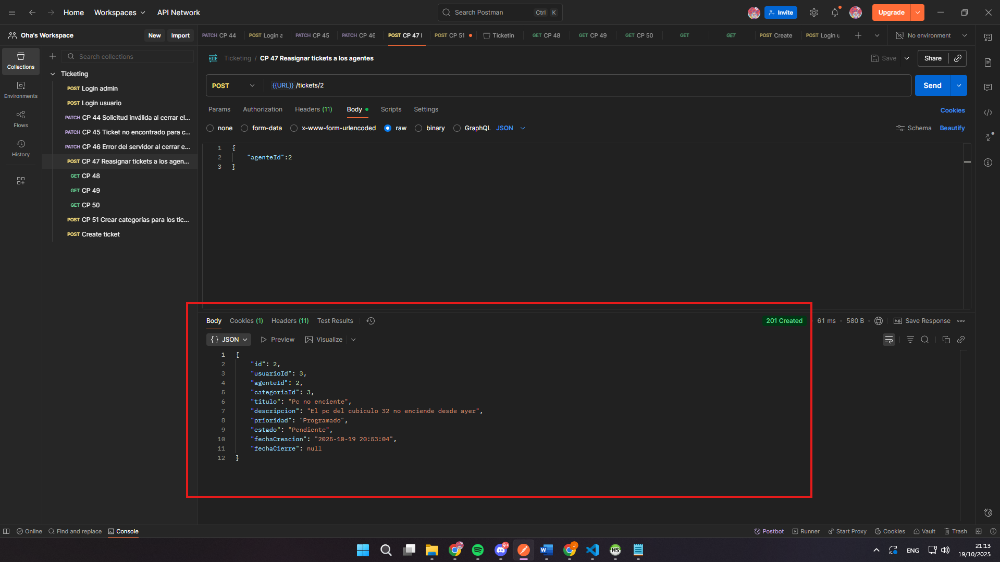 Home
Workspaces
API Network
Search Postman
Ctrl
K
Invite
Upgrade
Oha's Workspace
New
Import
PATCH CP 44
POST Login a
PATCH CP 45
PATCH CP 46
POST CP 47
POST CP 51
Ticketin
GET CP 48
GET CP 49
GET CP 50
GET
GET
POST Create
POST Login u
No environment
Collections
Environments
Flows
History
Search collections
Ticketing
POST Login admin
POST Login usuario
PATCH CP 44 Solicitud inválida al cerrar el...
PATCH CP 45 Ticket no encontrado para c...
PATCH CP 46 Error del servidor al cerrar e...
POST CP 47 Reasignar tickets a los agen...
GET CP 48
GET CP 49
GET CP 50
POST CP 51 Crear categorías para los tic...
POST Create ticket
HTTP
Ticketing / CP 47 Reasignar tickets a los agentes
Save
Share
POST
{{URL}} /tickets/2
Send
Params
Authorization
Headers (11)
Body
Scripts
Settings
Cookies
none
form-data
x-www-form-urlencoded
raw
binary
GraphQL
JSON
Schema
Beautify
1 {
2 "agenteId":2
3 }
Body
Cookies (1)
Headers (11)
Test Results
201 Created
61 ms
580 B
e.g.
Save Response
{} JSON
Preview
Visualize
1 {
2 "id": 2,
3 "usuarioId": 3,
4 "agenteId": 2,
5 "categoriaId": 3,
6 "titulo": "Pc no enciente",
7 "descripcion": "El pc del cubiculo 32 no enciende desde ayer",
8 "prioridad": "Programado",
9 "estado": "Pendiente",
10 "fechaCreacion": "2025-10-19 20:53:04",
11 "fechaCierre": null
12 }
Online
Find and replace
Console
Postbot
Runner
Start Proxy
Cookies
Vault
Trash
9+
W
J
HS
ENG
21:13
19/10/2025